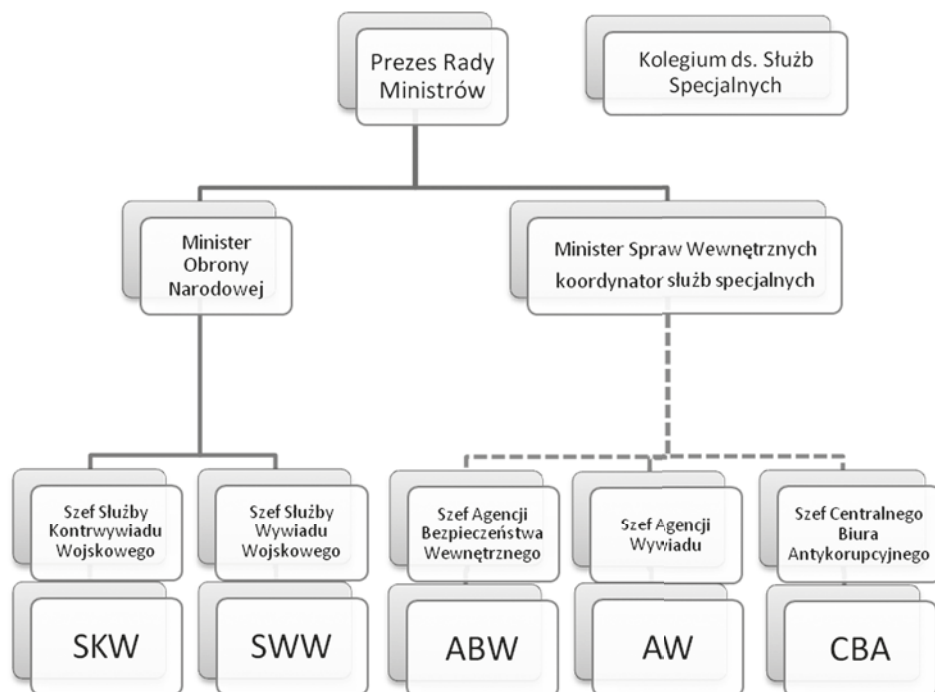 Prezes Rady
Ministrów
Kolegium ds. Służb
Specjalnych
Minister
Obrony
Narodowej
Minister Spraw Wewnętrznych
koordynator służb specjalnych
Szef Służby
Kontrwywiadu
Wojskowego
Szef Służby
Wywiadu
Wojskowego
Szef Agencji
Bezpieczeństwa
Wewnętrznego
Szef Agencji
Wywiadu
Szef Centralnego
Biura
Antykorupcyjnego
SKW
SWW
ABW
AW
CBA